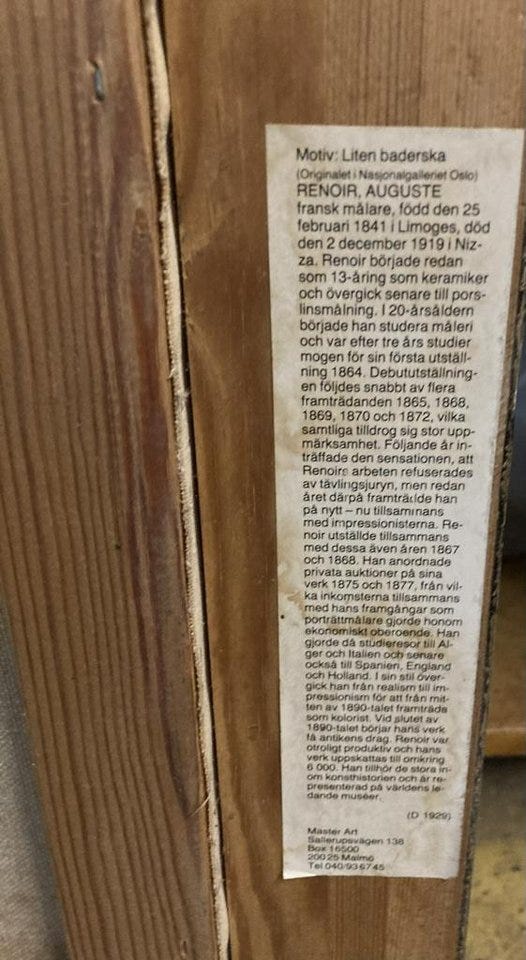 Motiv: Liten baderska
(Originalet i Nasjonalgalleriet Oslo)
RENOIR, AUGUSTE
fransk målare, född den 25
februari 1841 i Limoges, död
den 2 december 1919 i Niz-
za. Renoir började redan
som 13-åring som keramiker
och övergick senare till pors-
linsmålning. I 20-årsåldern
började han studera måleri
och var efter tre års studier
mogen för sin första utställ-
ning 1864. Debututställning-
en följdes snabbt av flera
framträdanden 1865, 1868,
1869, 1870 och 1872, vilka
samtliga tilldrog sig stor upp-
märksamhet. Följande år in-
träffade den sensationen, att
Renoirs arbeten refuserades
av tävlingsjuryn, men redan
året därpå framträdde han
på nytt – nu tillsammans
med impressionisterna. Re-
noir utställde tillsammans
med dessa även åren 1867
och 1868. Han anordnade
privata auktioner på sina
verk 1875 och 1877, från vil-
ka inkomsterna tillsammans
med hans framgångar som
porträttmålare gjorde honom
ekonomiskt oberoende. Han
gjorde då studieresor till Al-
ger och Italien och senare
också till Spanien, England
och Holland. I sin stil över-
gick han från realism till im-
pressionism för att från mit-
ten av 1890-talet framträda
som kolorist. Vid slutet av
1890-talet börjar hans verk
få antikens drag. Renoir var
otroligt produktiv och hans
verk uppskattas till omkring
6 000. Han tillhör de stora in-
om konsthistorien och är re-
presenterad på världens le-
dande muséer.
(D 1929)
Master Art
Sallerupsvägen 138
Box 16500
200 25 Malmö
Tel 040/93 67 45